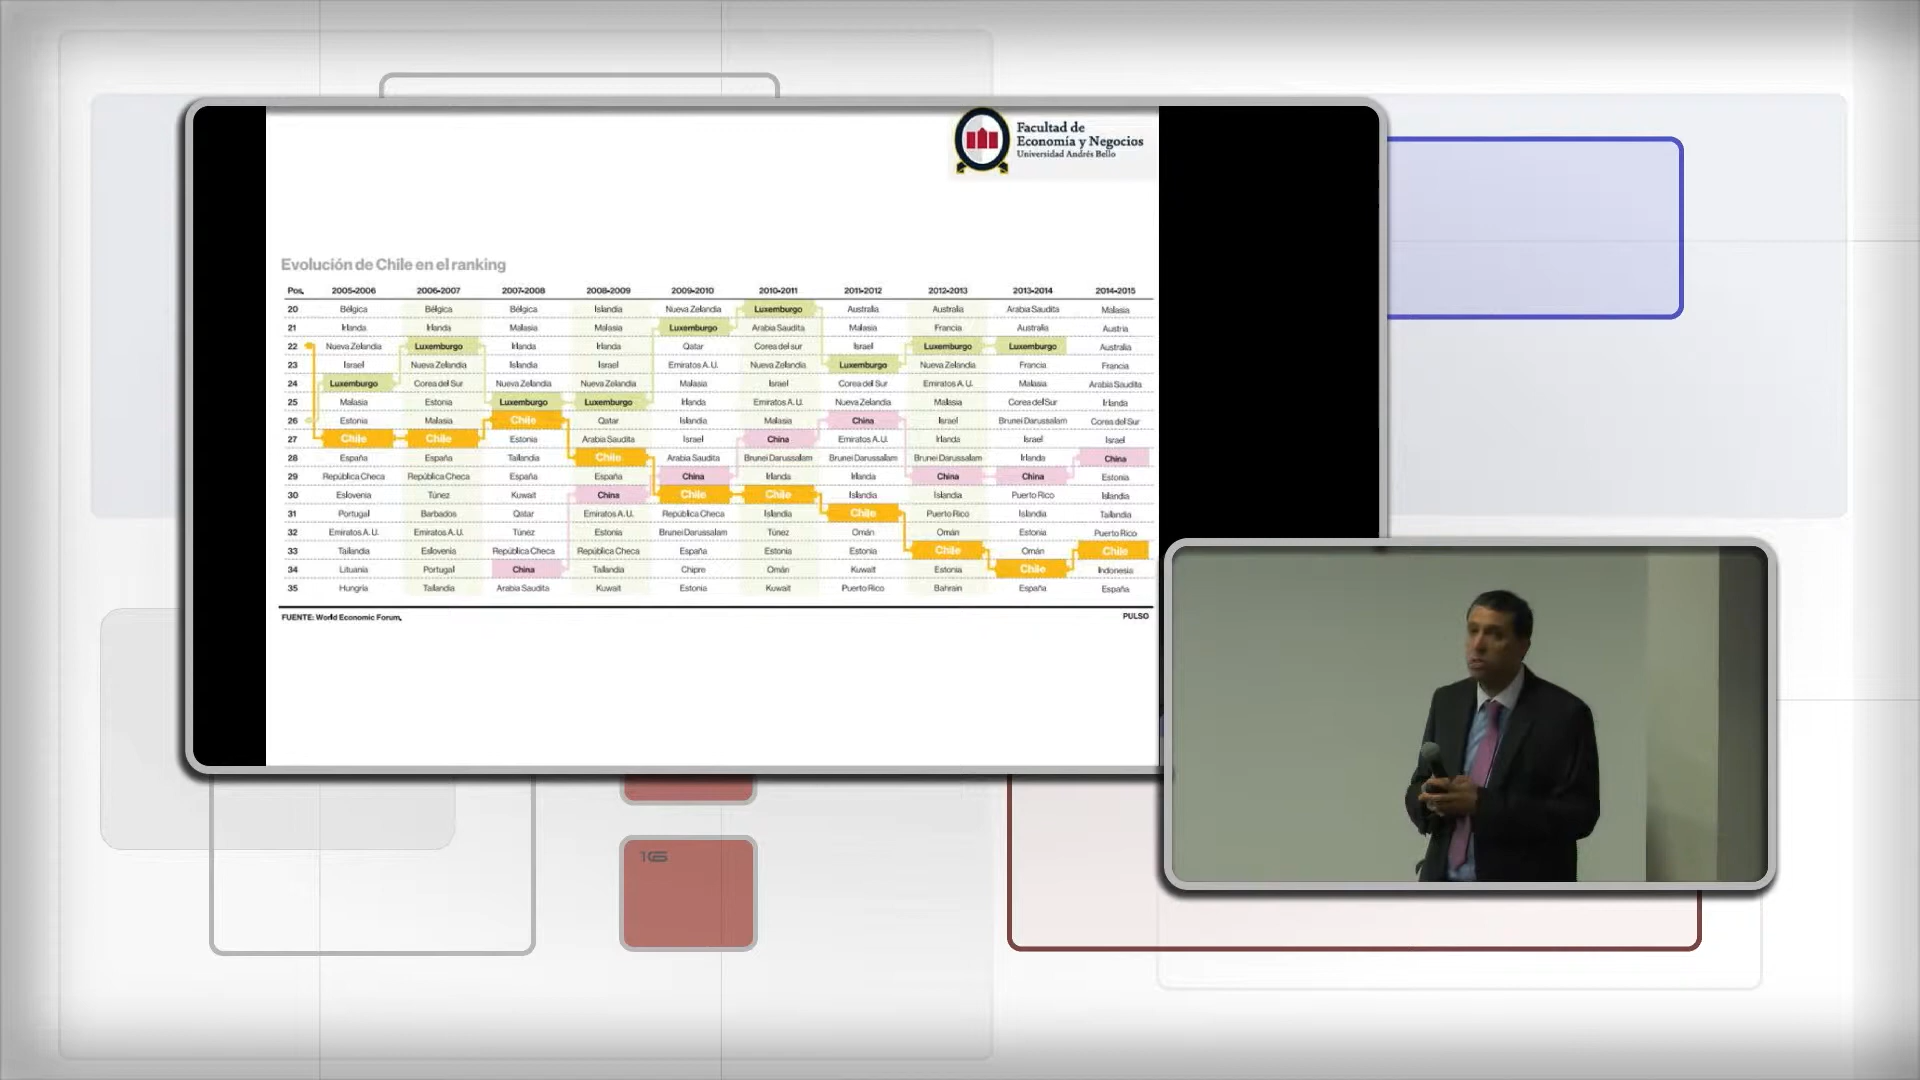 Facultad de
Economía y Negocios
Universidad Andrés Bello
Evolución de Chile en el ranking
Pos. 2005-2006 2006-2007 2007-2008 2008-2009 2009-2010 2010-2011 2011-2012 2012-2013 2013-2014 2014-2015
20 Bélgica Bélgica Bélgica Islandia Nueva Zelandia Luxemburgo Australia Australia Arabia Saudita Malasia
21 Irlanda Irlanda Malasia Malasia Luxemburgo Arabia Saudita Malasia Francia Australia Austria
22 Nueva Zelandia Luxemburgo Irlanda Irlanda Qatar Corea del sur Israel Luxemburgo Luxemburgo Australia
23 Israel Nueva Zelandia Islandia Israel Emiratos A.U. Nueva Zelandia Luxemburgo Nueva Zelandia Francia Francia
24 Luxemburgo Corea del Sur Nueva Zelandia Nueva Zelandia Malasia Israel Corea del Sur Emiratos A.U. Malasia Arabia Saudita
25 Malasia Estonia Luxemburgo Luxemburgo Irlanda Emiratos A.U. Nueva Zelandia Malasia Corea del Sur Irlanda
26 Estonia Malasia Chile Qatar Islandia Malasia China Israel Brunei Darussalam Corea del Sur
27 Chile Chile Estonia Arabia Saudita Israel China Emiratos A.U. Irlanda Israel Israel
28 España España Tailandia Chile Arabia Saudita Brunei Darussalam Brunei Darussalam Brunei Darussalam Irlanda China
29 República Checa República Checa España España China Irlanda Irlanda China China Estonia
30 Eslovenia Túnez Kuwait China Chile Chile Islandia Islandia Puerto Rico Islandia
31 Portugal Barbados Qatar Emiratos A.U. República Checa Islandia Chile Puerto Rico Islandia Tailandia
32 Emiratos A.U. Emiratos A.U. Túnez Estonia Brunei Darussalam Túnez Omán Omán Estonia Puerto Rico
33 Tailandia Eslovenia República Checa República Checa España Estonia Estonia Chile Omán Chile
34 Lituania Portugal China Tailandia Chipre Omán Kuwait Estonia Chile Indonesia
35 Hungría Tailandia Arabia Saudita Kuwait Estonia Kuwait Puerto Rico Bahrain España España
FUENTE: World Economic Forum. PULSO
16